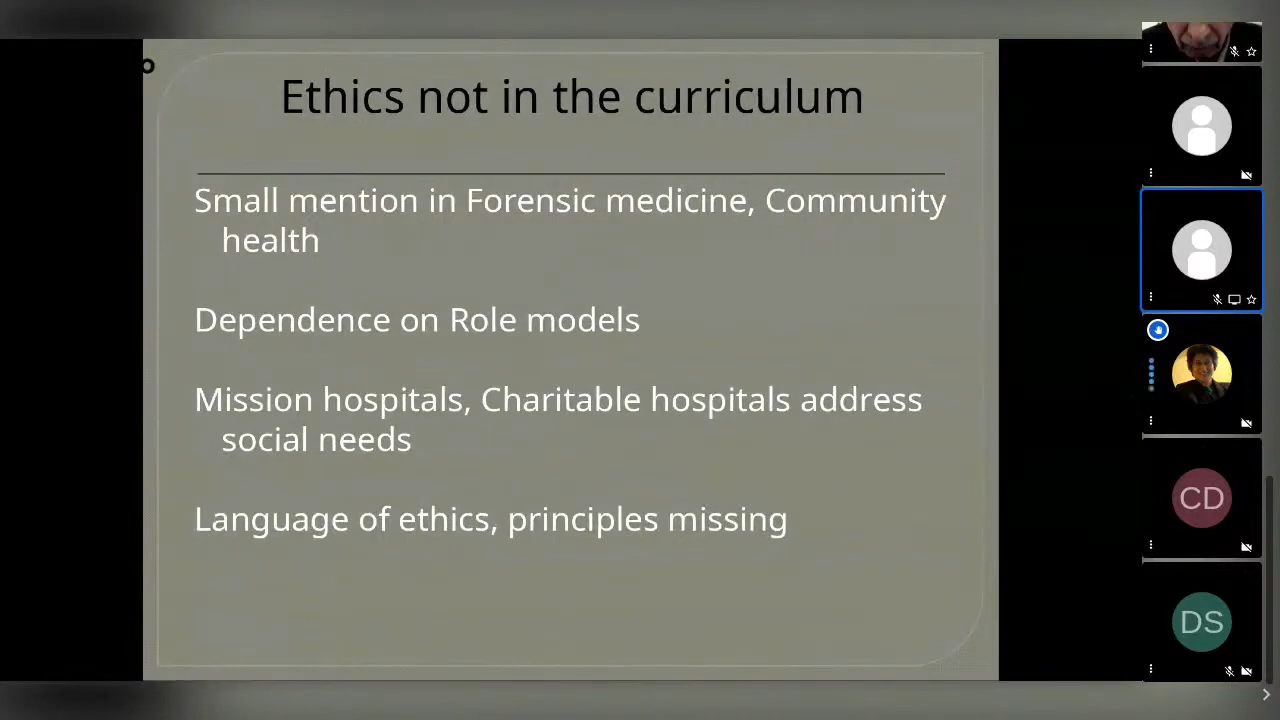 Ethics not in the curriculum
Small mention in Forensic medicine, Community
health
Dependence on Role models
Mission hospitals, Charitable hospitals address
social needs
Language of ethics, principles missing
CD
DS